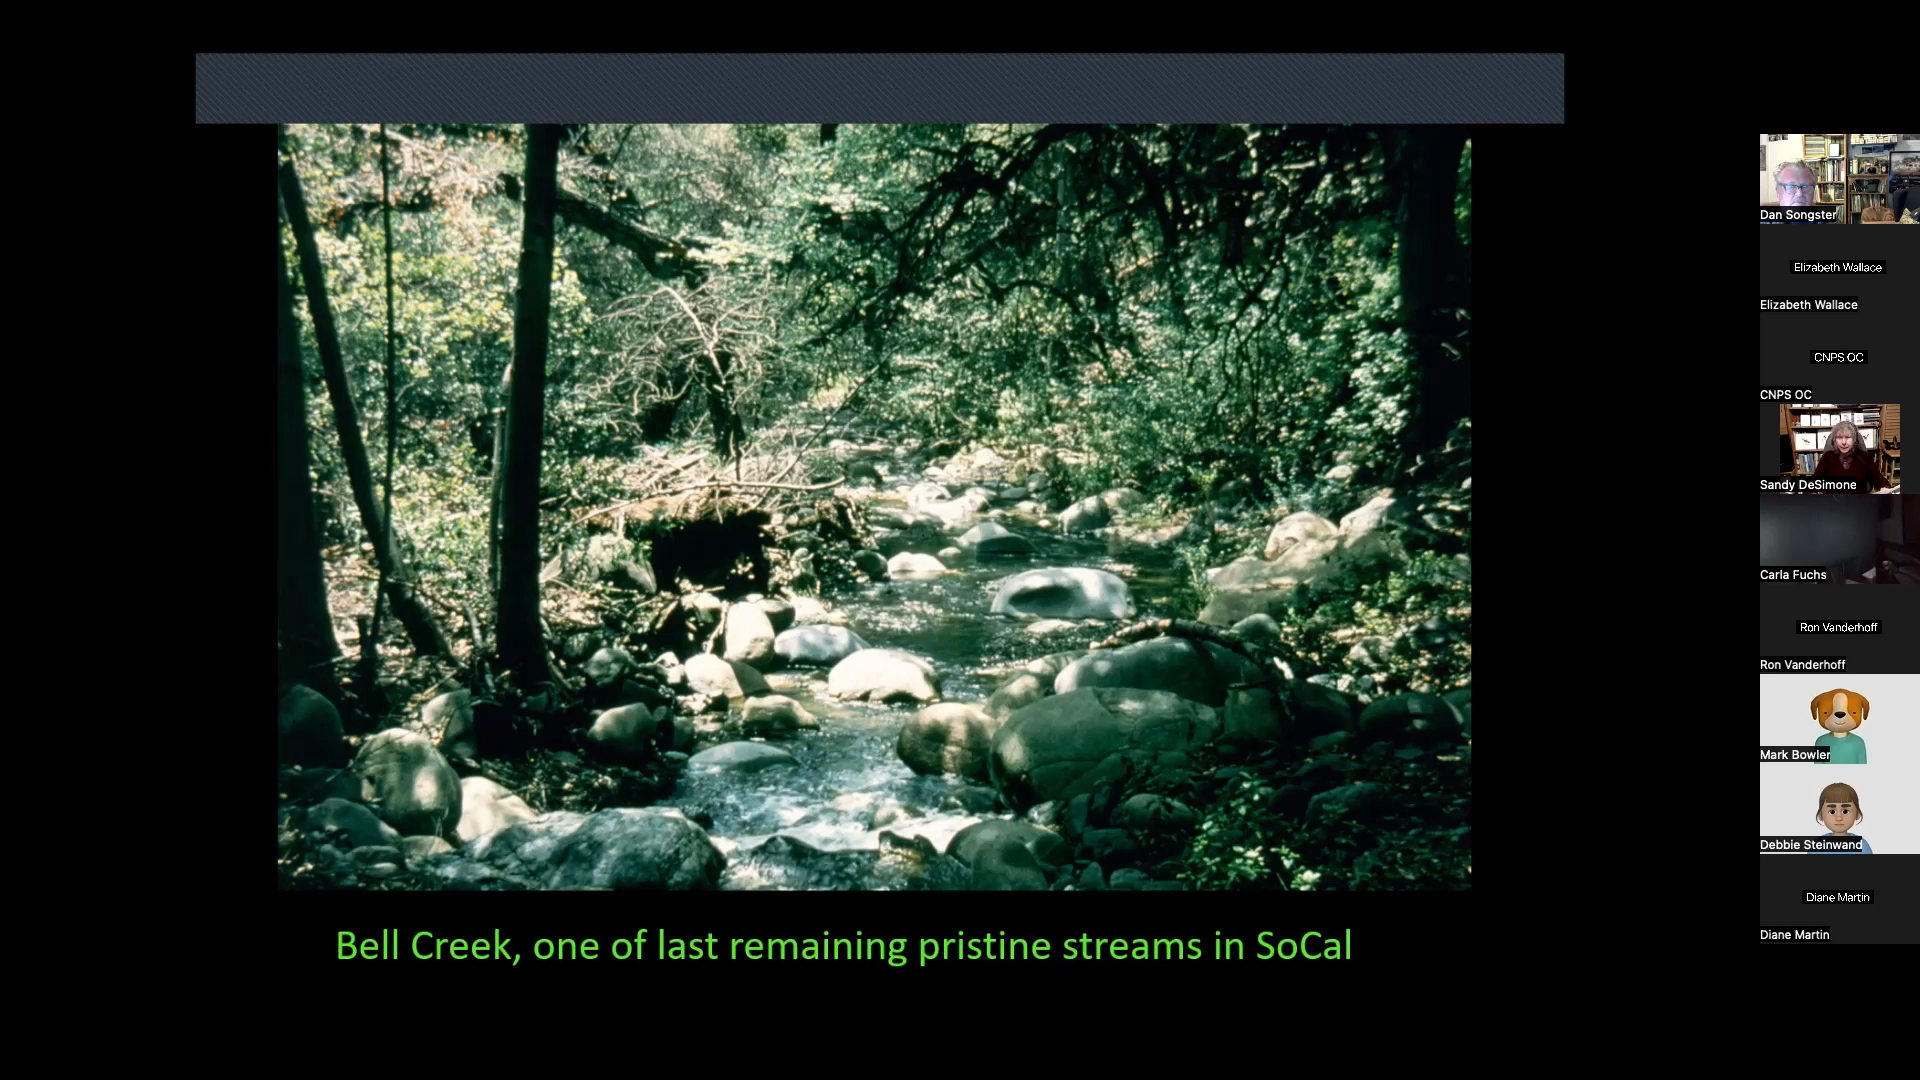 Bell Creek, one of last remaining pristine streams in SoCal
Dan Songster
Elizabeth Wallace
Elizabeth Wallace
CNPS OC
CNPS OC
Sandy DeSimone
Carla Fuchs
Ron Vanderhoff
Ron Vanderhoff
Mark Bowler
Debbie Steinwand
Diane Martin
Diane Martin